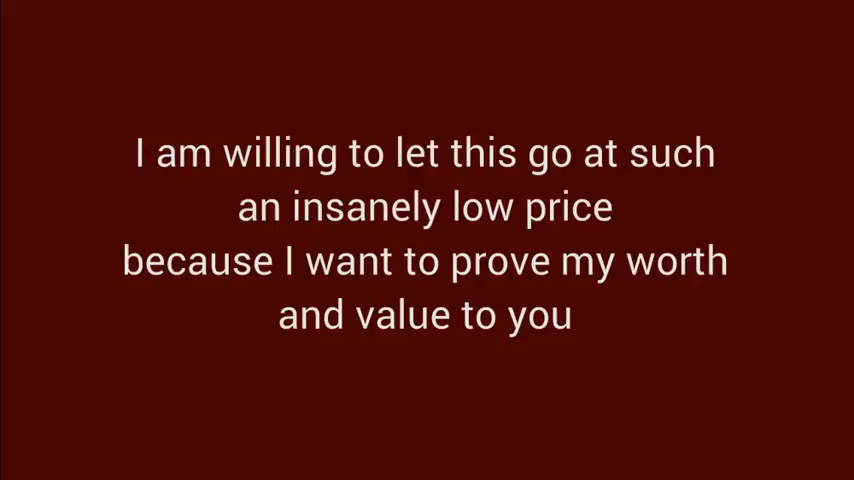 I am willing to let this go at such
an insanely low price
because I want to prove my worth
and value to you